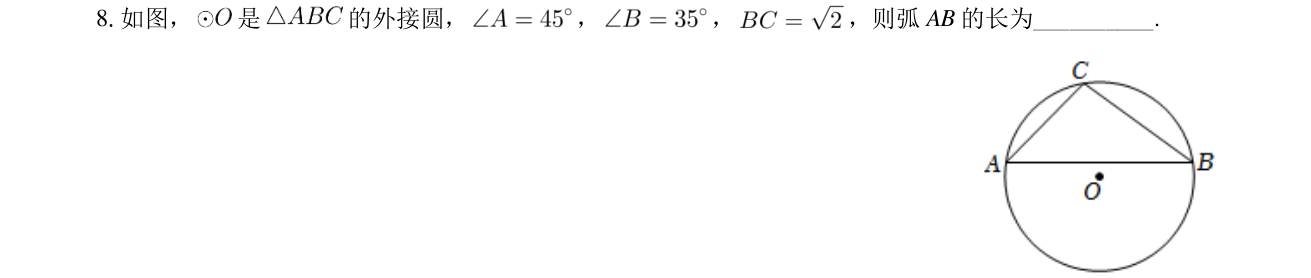 8. 如图，⊙O 是 △ABC 的外接圆，∠A = 45°，∠B = 35°，BC = √2，则弧 AB 的长为__________.
C
A
B
O